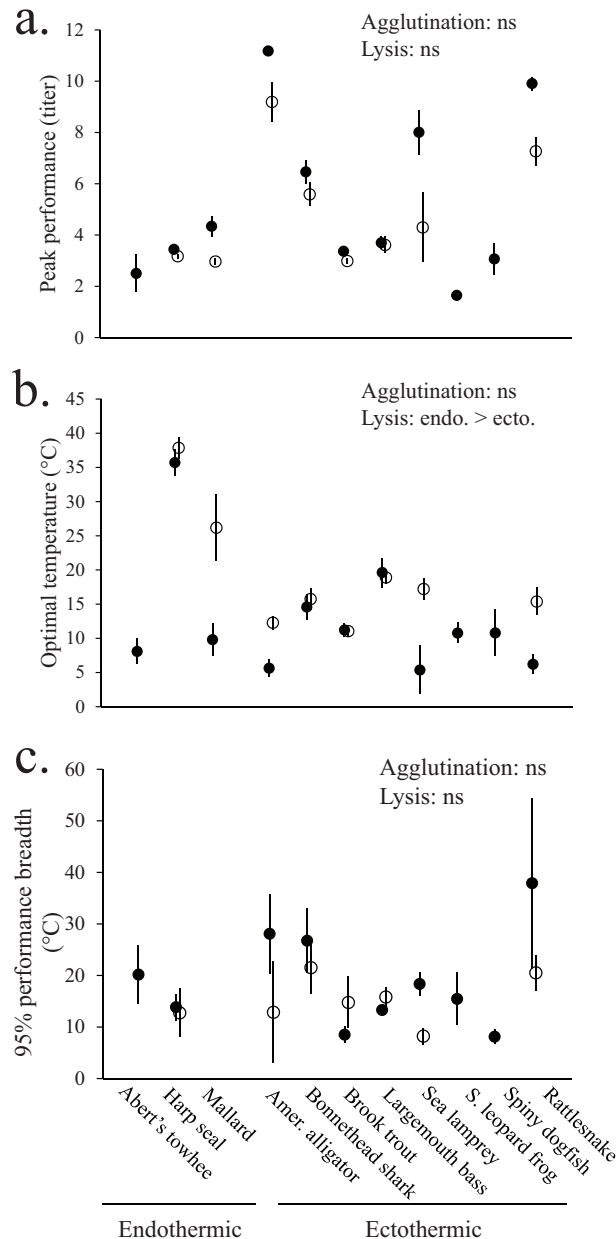 a.
Agglutination: ns
Lysis: ns
Peak performance (titer)
12
10
8
6
4
2
0
b.
Agglutination: ns
Lysis: endo. > ecto.
Optimal temperature (°C)
45
40
35
30
25
20
15
10
5
0
c.
Agglutination: ns
Lysis: ns
95% performance breadth
(°C)
60
50
40
30
20
10
0
Abert's towhee
Harp seal
Mallard
Amer. alligator
Bonnethead shark
Brook trout
Largemouth bass
Sea lamprey
S. leopard frog
Spiny dogfish
Rattlesnake
Endothermic
Ectothermic